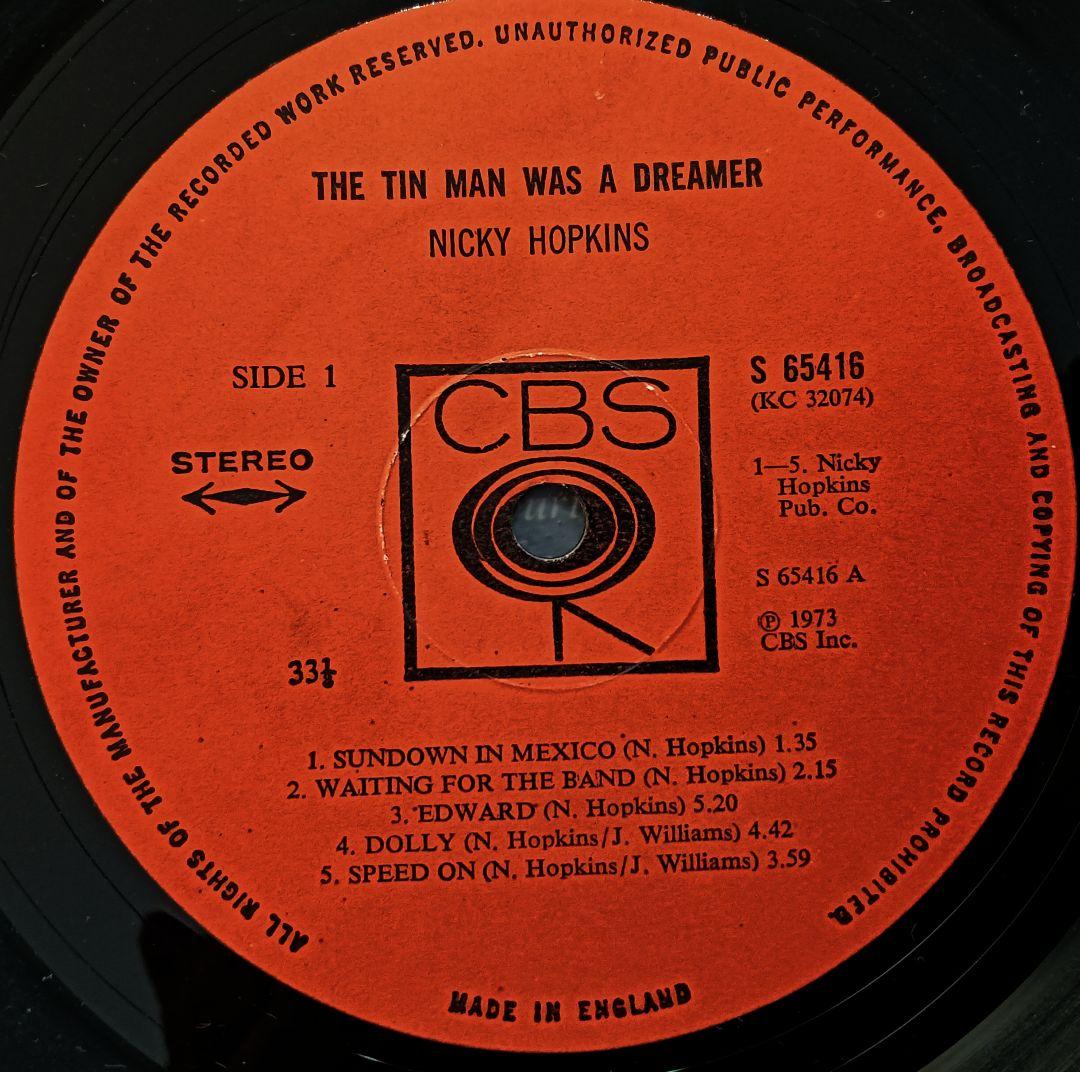 ALL RIGHTS OF THE MANUFACTURER AND OF THE OWNER OF THE RECORDED WORK RESERVED. UNAUTHORIZED PUBLIC PERFORMANCE, BROADCASTING AND COPYING OF THIS RECORD PROHIBITED.
THE TIN MAN WAS A DREAMER
NICKY HOPKINS
SIDE 1
STEREO
33⅓
CBS
S 65416
(KC 32074)
1—5. Nicky
Hopkins
Pub. Co.
S 65416 A
℗ 1973
CBS Inc.
1. SUNDOWN IN MEXICO (N. Hopkins) 1.35
2. WAITING FOR THE BAND (N. Hopkins) 2.15
3. EDWARD (N. Hopkins) 5.20
4. DOLLY (N. Hopkins/J. Williams) 4.42
5. SPEED ON (N. Hopkins/J. Williams) 3.59
MADE IN ENGLAND